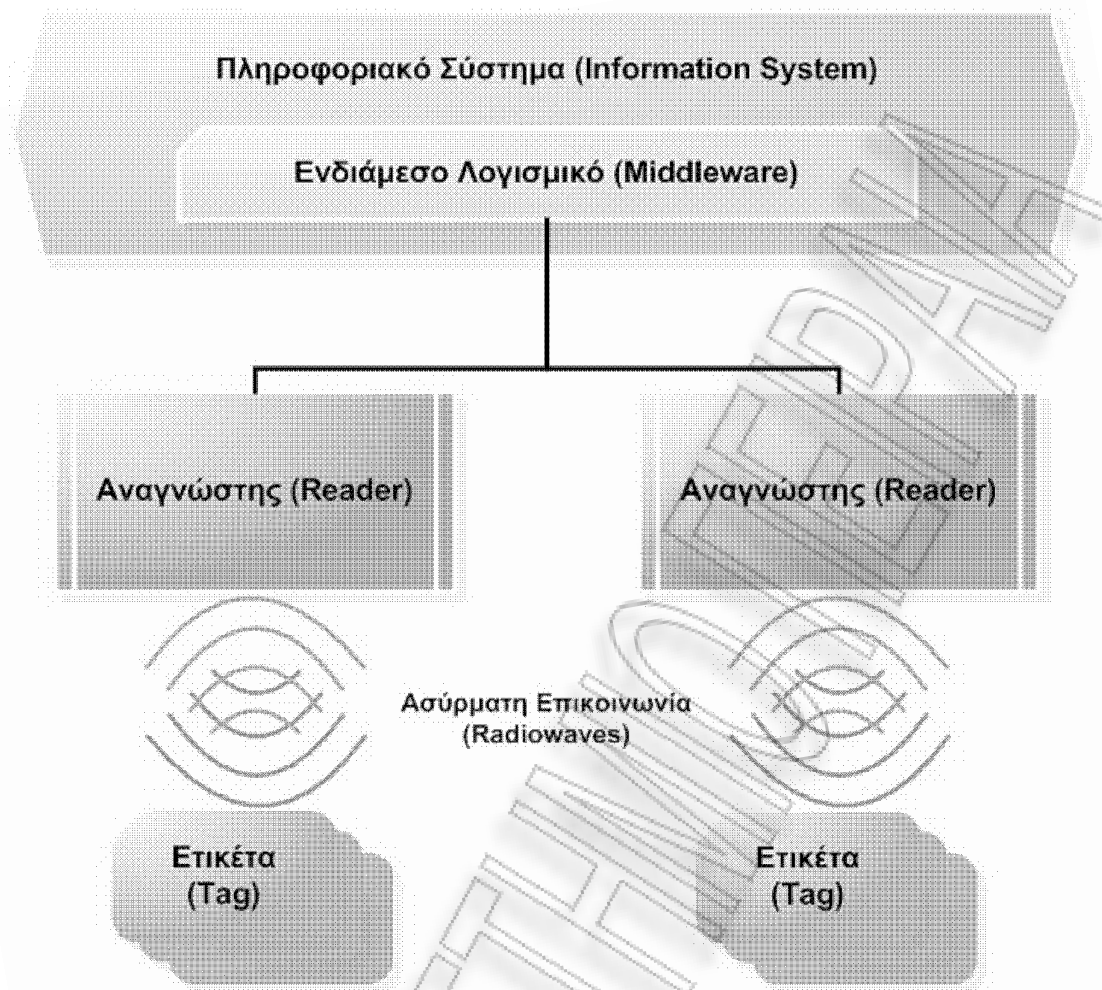 Πληροφοριακό Σύστημα (Information System)
Ενδιάμεσο Λογισμικό (Middleware)
Αναγνώστης (Reader)
Αναγνώστης (Reader)
Ασύρματη Επικοινωνία
(Radiowaves)
Ετικέτα
(Tag)
Ετικέτα
(Tag)